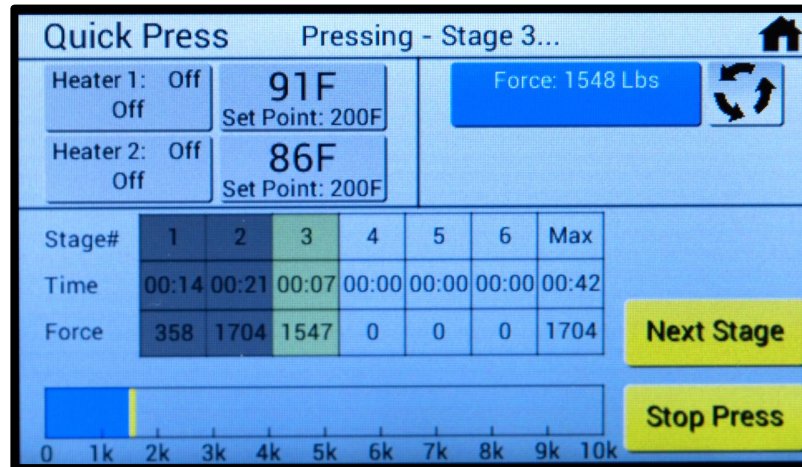 Quick Press Pressing - Stage 3...
Heater 1: Off
Off
91F
Set Point: 200F
Force: 1548 Lbs
Heater 2: Off
Off
86F
Set Point: 200F
Stage# 1 2 3 4 5 6 Max
Time 00:14 00:21 00:07 00:00 00:00 00:00 00:42
Force 358 1704 1547 0 0 0 1704
Next Stage
Stop Press
0 1k 2k 3k 4k 5k 6k 7k 8k 9k 10k